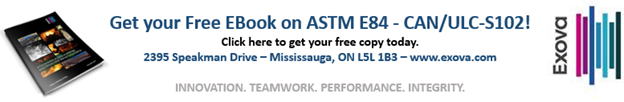 Get your Free EBook on ASTM E84 - CAN/ULC-S102!
Click here to get your free copy today.
2395 Speakman Drive – Mississauga, ON L5L 1B3 – www.exova.com
INNOVATION. TEAMWORK. PERFORMANCE. INTEGRITY.
Exova